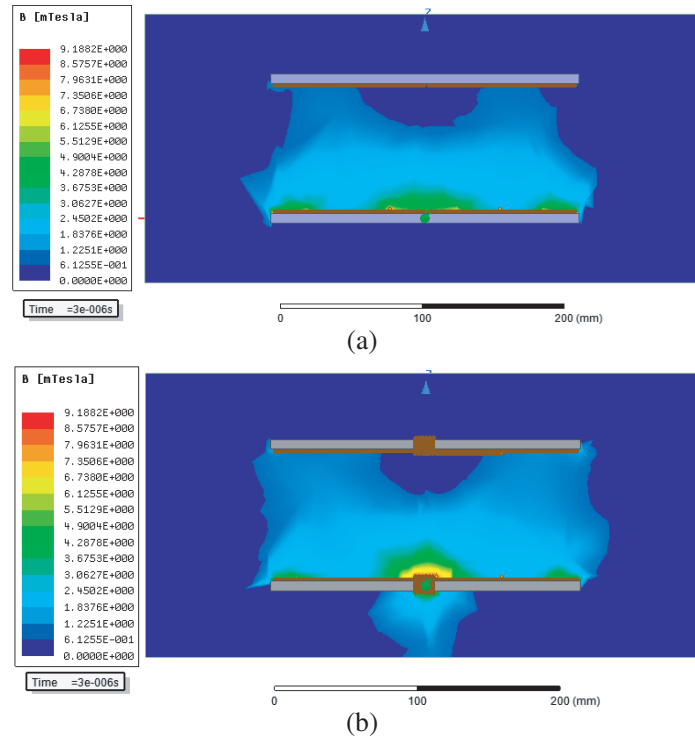 B [mTesla]
Z
9.1882E+000
8.5757E+000
7.9631E+000
7.3506E+000
6.7380E+000
6.1255E+000
5.5129E+000
4.9004E+000
4.2878E+000
3.6753E+000
3.0627E+000
2.4502E+000
1.8376E+000
1.2251E+000
6.1255E-001
0.0000E+000
Time =3e-006s
0 100 200 (mm)
(a)
B [mTesla]
9.1882E+000
8.5757E+000
7.9631E+000
7.3506E+000
6.7380E+000
6.1255E+000
5.5129E+000
4.9004E+000
4.2878E+000
3.6753E+000
3.0627E+000
2.4502E+000
1.8376E+000
1.2251E+000
6.1255E-001
0.0000E+000
Time =3e-006s
0 100 200 (mm)
(b)